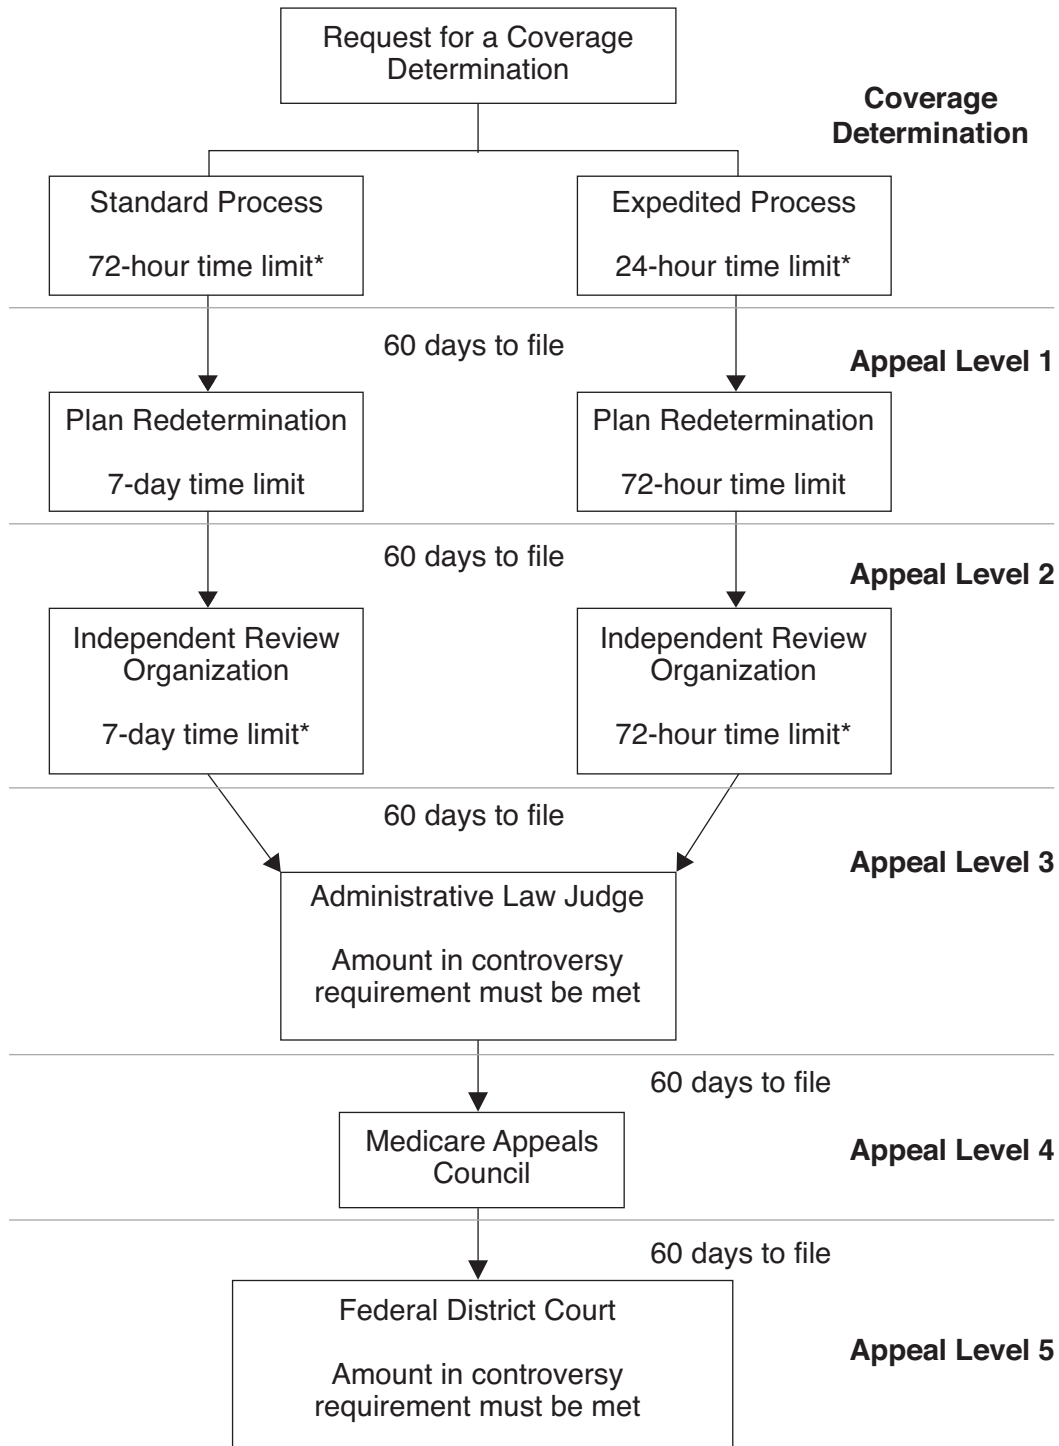 Request for a Coverage
Determination
Coverage
Determination
Standard Process
72-hour time limit*
Expedited Process
24-hour time limit*
60 days to file
Appeal Level 1
Plan Redetermination
7-day time limit
Plan Redetermination
72-hour time limit
60 days to file
Appeal Level 2
Independent Review
Organization
7-day time limit*
Independent Review
Organization
72-hour time limit*
60 days to file
Appeal Level 3
Administrative Law Judge
Amount in controversy
requirement must be met
60 days to file
Medicare Appeals
Council
Appeal Level 4
60 days to file
Federal District Court
Amount in controversy
requirement must be met
Appeal Level 5